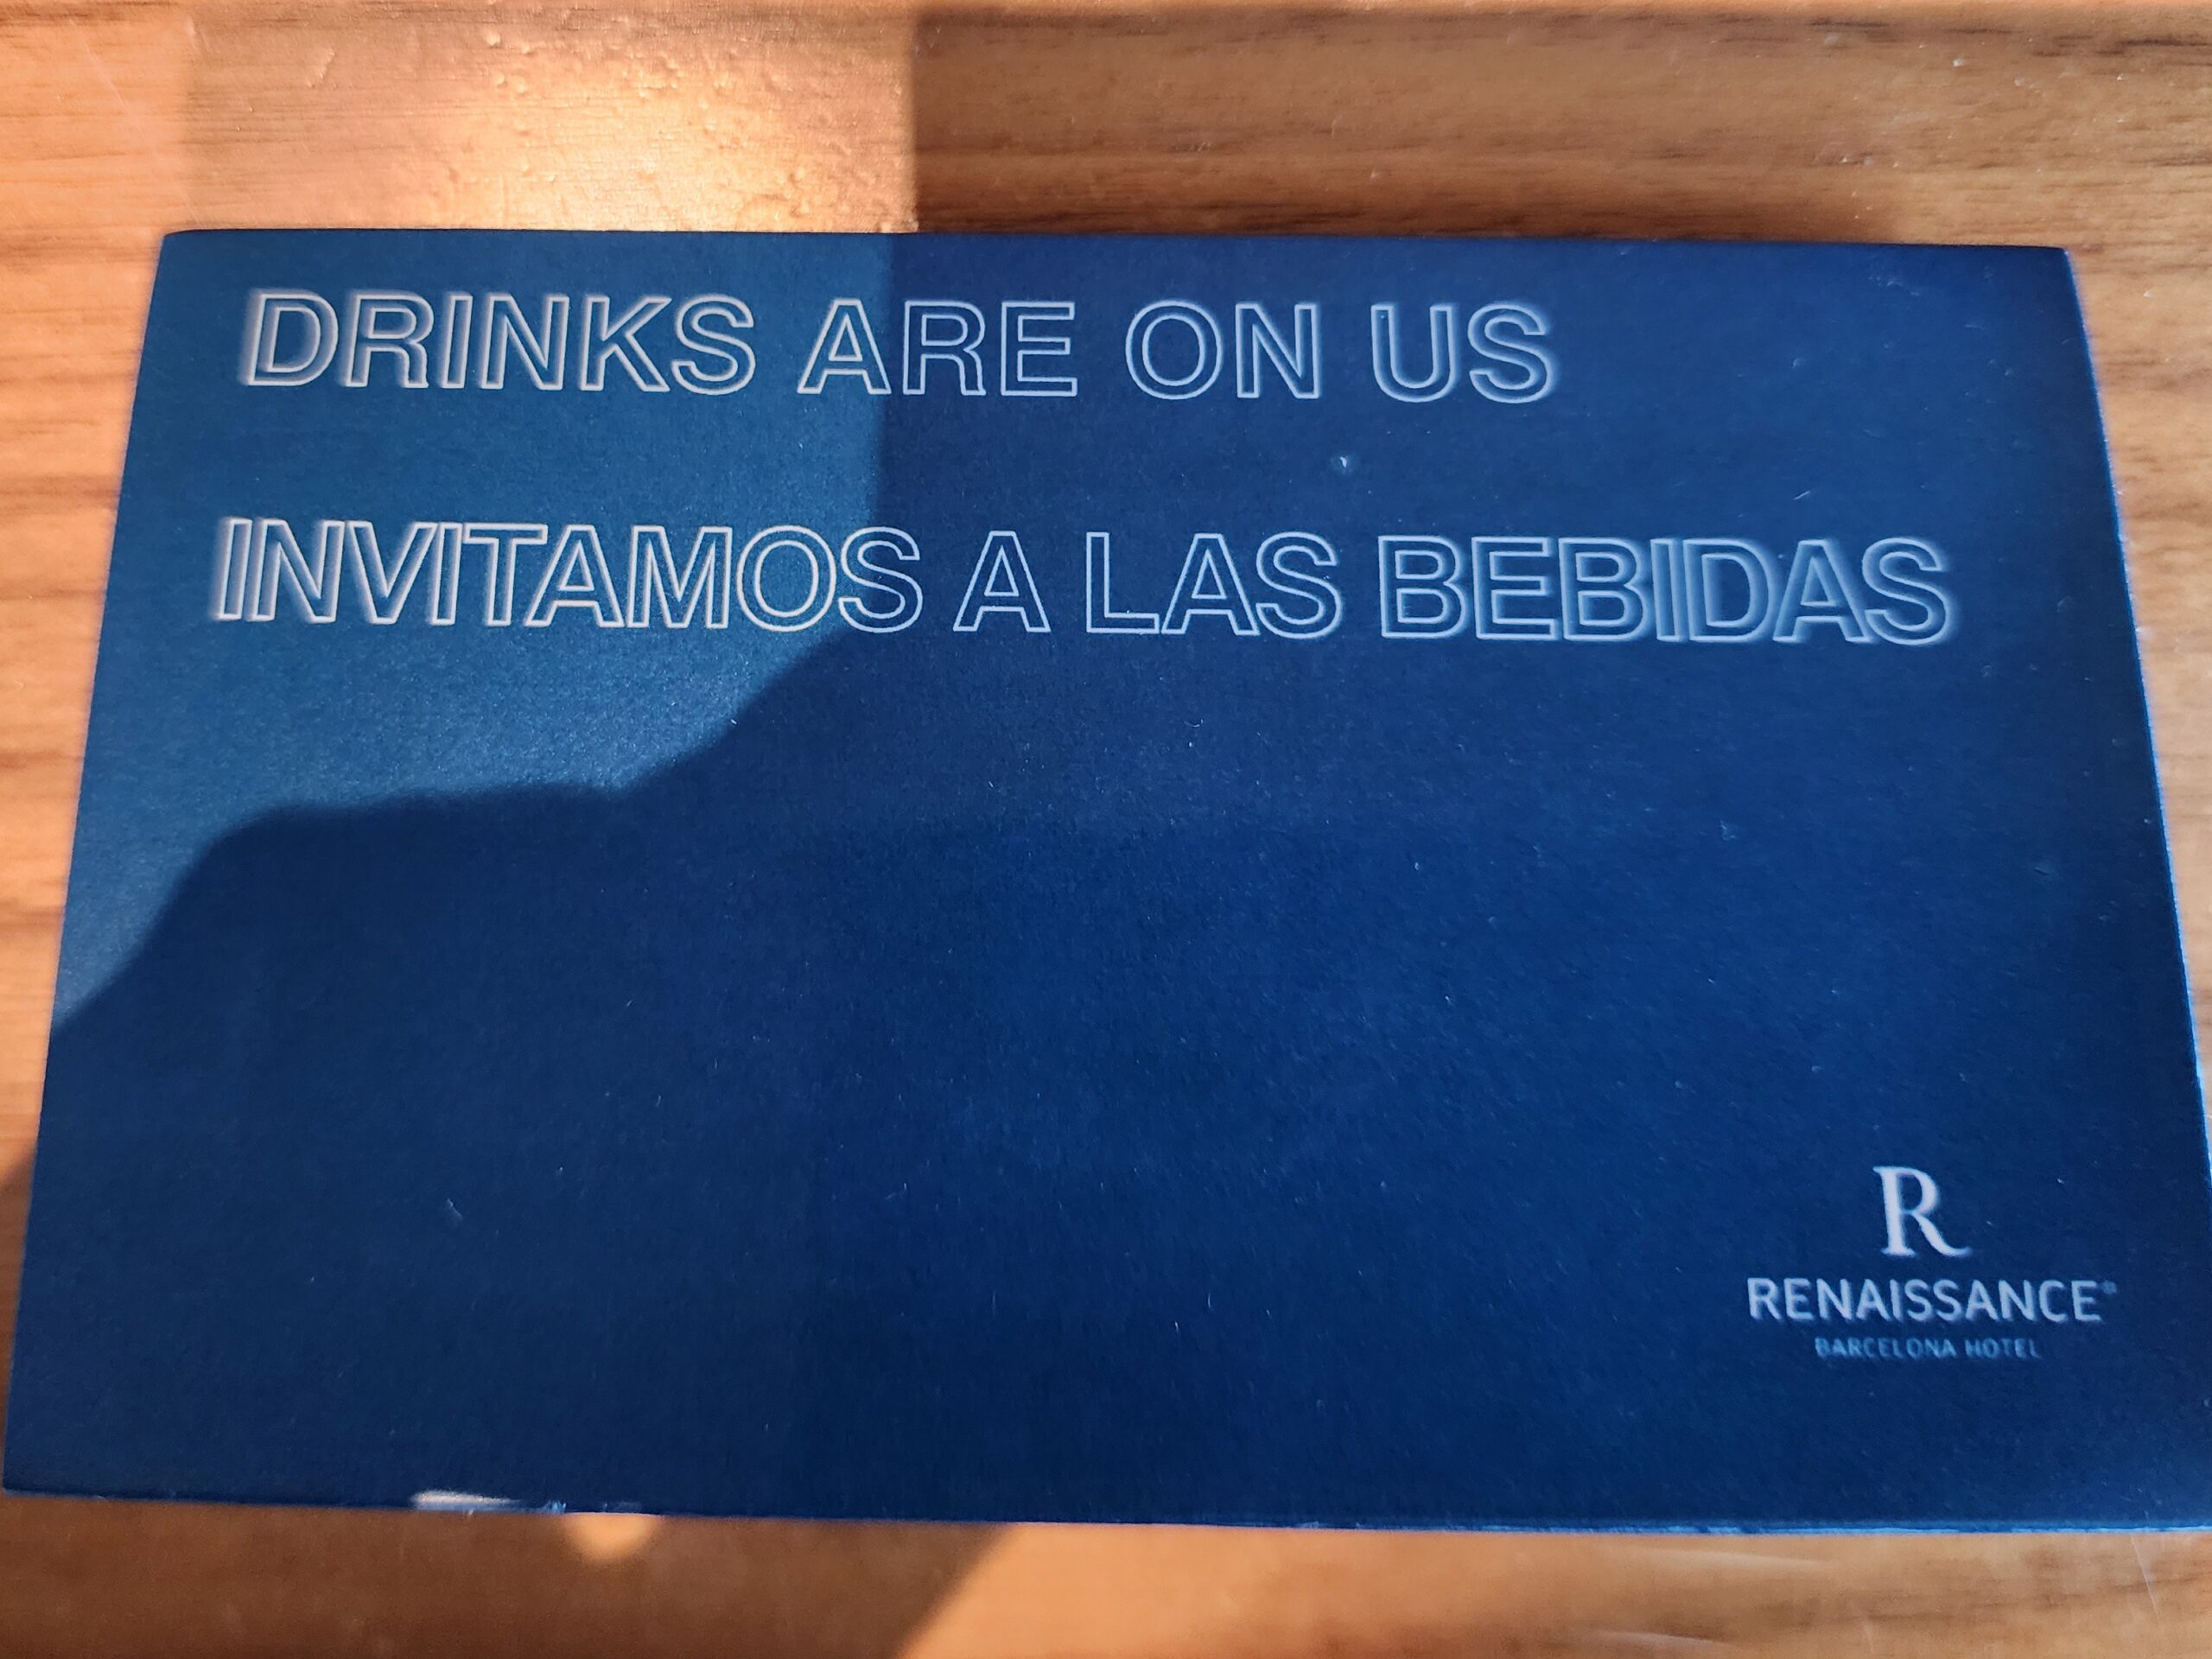 DRINKS ARE ON US
INVITAMOS A LAS BEBIDAS
R
RENAISSANCE®
BARCELONA HOTEL